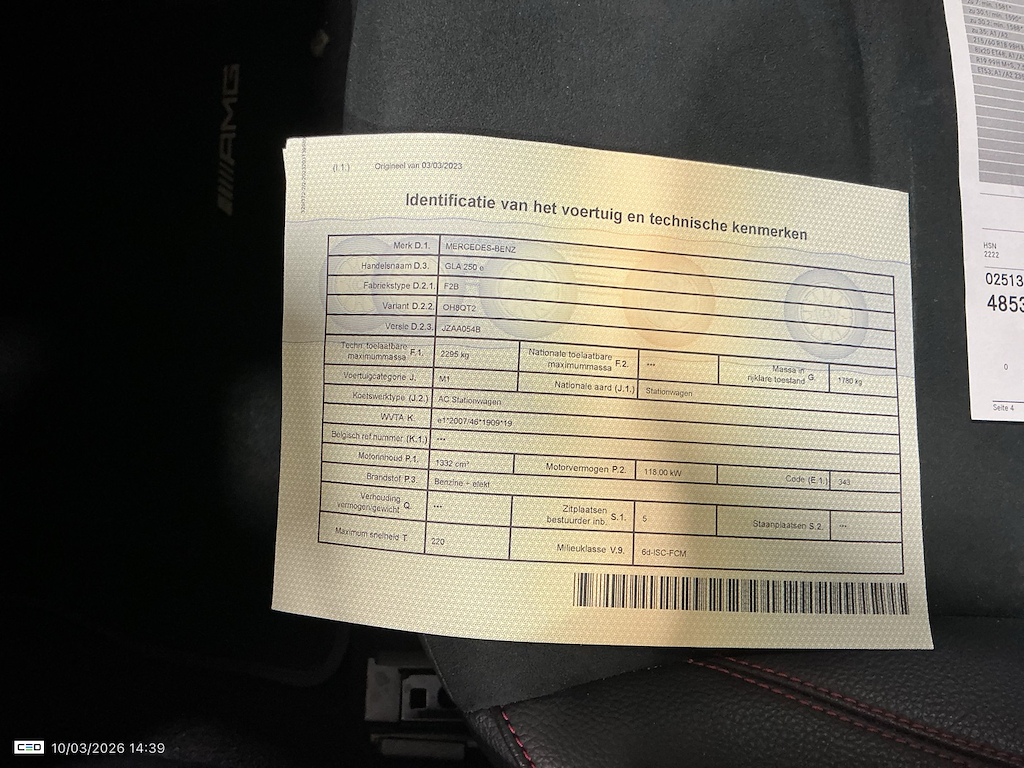 AMG
(I.1.) Origineel van 03/03/2023
Identificatie van het voertuig en technische kenmerken
Merk D.1. MERCEDES-BENZ
Handelsnaam D.3. GLA 250 e
Fabriekstype D.2.1. F2B
Variant D.2.2. OH8QT2
Versie D.2.3. JZAA054B
Techn. toelaatbare maximummassa F.1. 2295 kg Nationale toelaatbare maximummassa F.2. --- Massa in rijklare toestand G. 1780 kg
Voertuigcategorie J. M1 Nationale aard (J.1.) Stationwagen
Koetswerktype (J.2.) AC Stationwagen
WVTA K. e1*2007/46*1909*19
Belgisch ref.nummer (K.1.) ---
Motorinhoud P.1. 1332 cm³ Motorvermogen P.2. 118.00 kW Code (E.1.) 343
Brandstof P.3. Benzine + elekt
Verhouding vermogen/gewicht Q. --- Zitplaatsen bestuurder inb. S.1. 5 Staanplaatsen S.2. ---
Maximum snelheid T. 220 Milieuklasse V.9. 6d-ISC-FCM
HSN
2222
02513
4853
0
Seite 4
CEO 10/03/2026 14:39